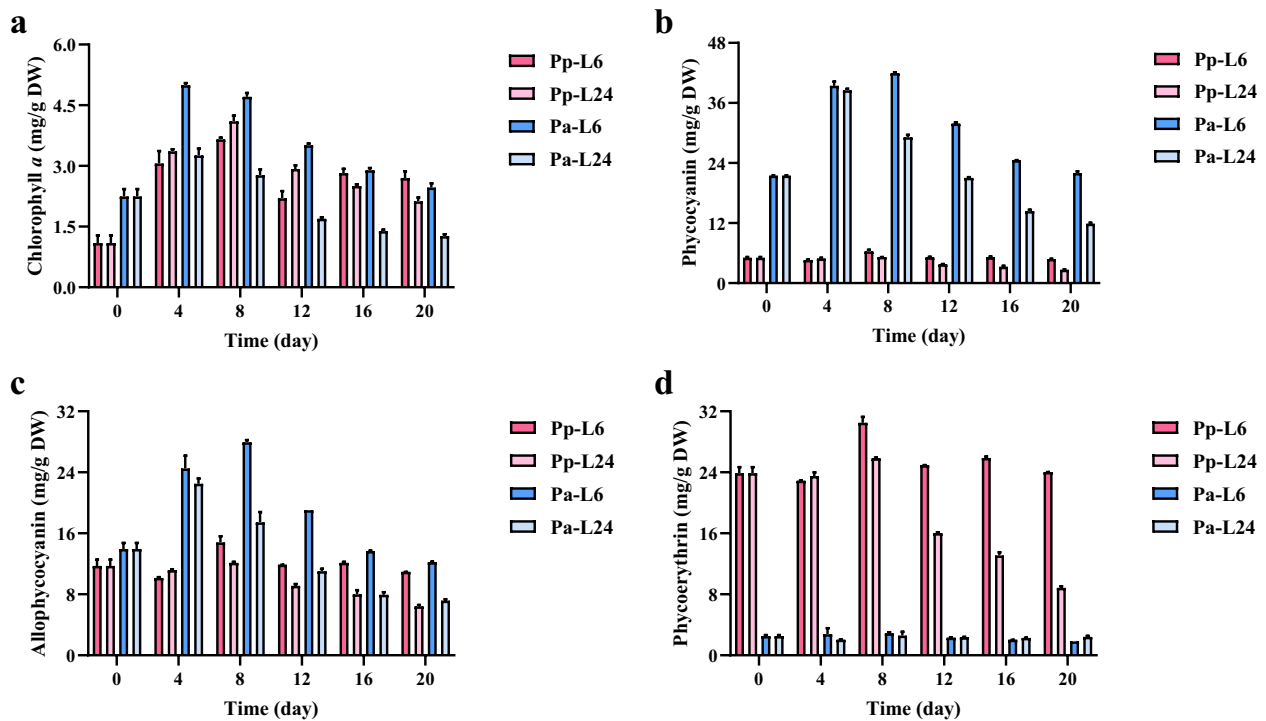 a
Chlorophyll a (mg/g DW)
6.0
4.5
3.0
1.5
0.0
0 4 8 12 16 20
Time (day)
Pp-L6
Pp-L24
Pa-L6
Pa-L24
b
Phycocyanin (mg/g DW)
48
36
24
12
0
0 4 8 12 16 20
Time (day)
Pp-L6
Pp-L24
Pa-L6
Pa-L24
c
Allophycocyanin (mg/g DW)
32
24
16
8
0
0 4 8 12 16 20
Time (day)
Pp-L6
Pp-L24
Pa-L6
Pa-L24
d
Phycoerythrin (mg/g DW)
32
24
16
8
0
0 4 8 12 16 20
Time (day)
Pp-L6
Pp-L24
Pa-L6
Pa-L24